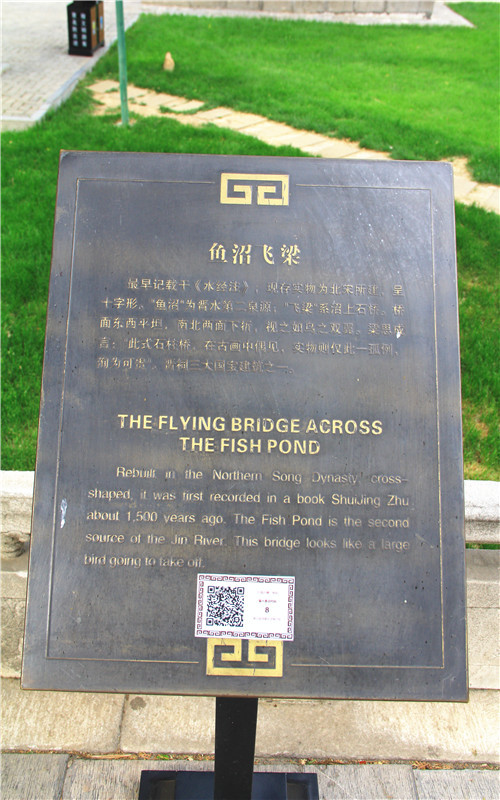 鱼沼飞梁
最早记载于《水经注》，现存实物为北宋所建，呈
十字形。"鱼沼"为晋水第二泉源；"飞梁"系沼上石桥。桥
面东西平坦，南北两面下折，视之如鸟之双翼。梁思成
言："此式石柱桥，在古画中偶见，实物则仅此一孤例，
洵为可贵"。晋祠三大国宝建筑之一。
THE FLYING BRIDGE ACROSS
THE FISH POND
Rebuilt in the Northern Song Dynasty, cross-
shaped, it was first recorded in a book ShuiJing Zhu
about 1,500 years ago. The Fish Pond is the second
source of the Jin River. This bridge looks like a large
bird going to take off.
8